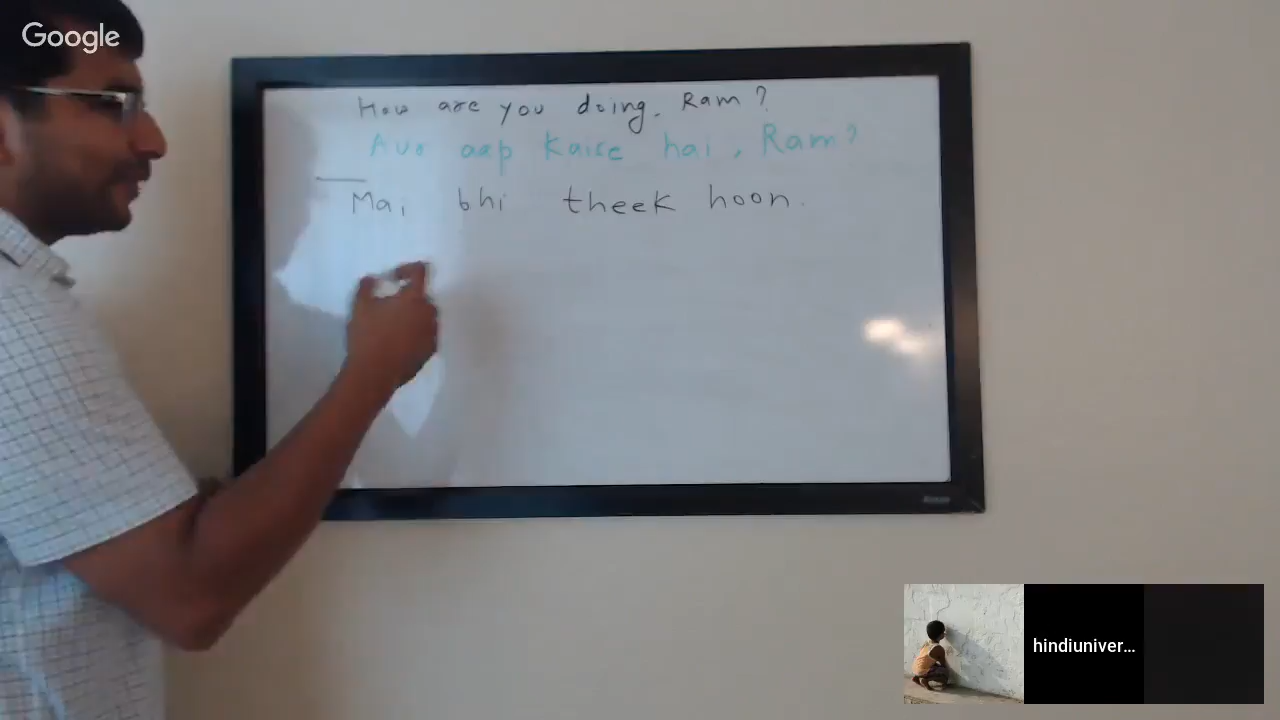 Google
How are you doing, Ram?
Aur aap kaise hai, Ram?
Mai bhi theek hoon.
hindiuniver...